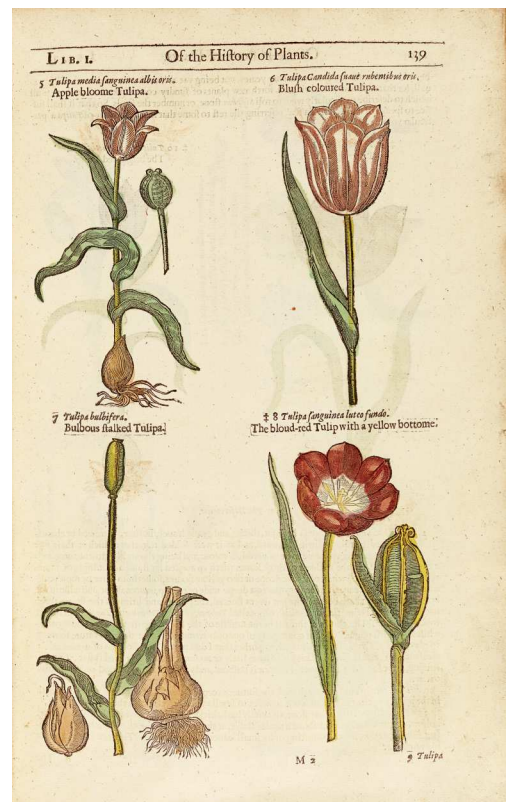 LIB. I.
Of the Hiſtory of Plants.
139
5 Tulipa media ſanguinea albis oris.
Apple bloome Tulipa.
6 Tulipa Candida ſuaue rubentibus oris.
Bluſh coloured Tulipa.
7 Tulipa bulbifera.
Bulbous ſtalked Tulipa.
‡ 8 Tulipa ſanguinea luteo fundo.
The bloud-red Tulip with a yellow bottome.
M 2
9 Tulipa